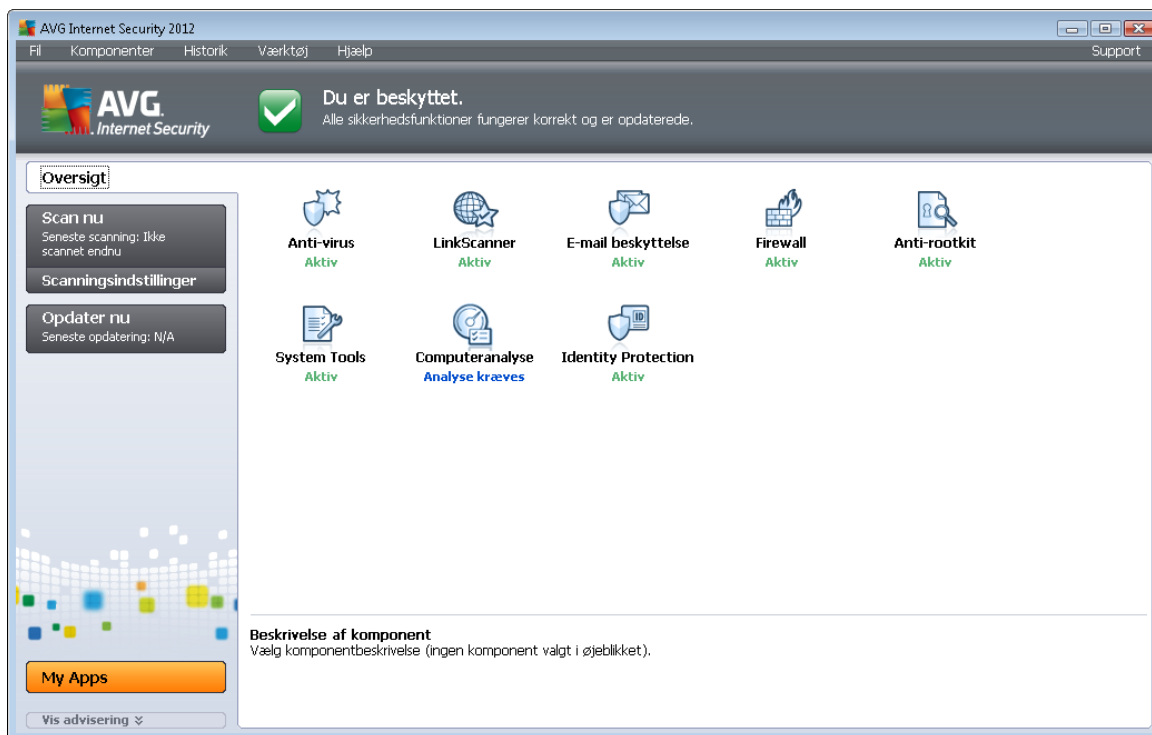 AVG Internet Security 2012
Fil Komponenter Historik Værktøj Hjælp Support
AVG.
Internet Security
Du er beskyttet.
Alle sikkerhedsfunktioner fungerer korrekt og er opdaterede.
Oversigt
Scan nu
Seneste scanning: Ikke
scannet endnu
Scanningsindstillinger
Opdater nu
Seneste opdatering: N/A
Anti-virus
Aktiv
LinkScanner
Aktiv
E-mail beskyttelse
Aktiv
Firewall
Aktiv
Anti-rootkit
Aktiv
System Tools
Aktiv
Computeranalyse
Analyse kræves
ID
Identity Protection
Aktiv
Beskrivelse af komponent
Vælg komponentbeskrivelse (ingen komponent valgt i øjeblikket).
My Apps
Vis advisering